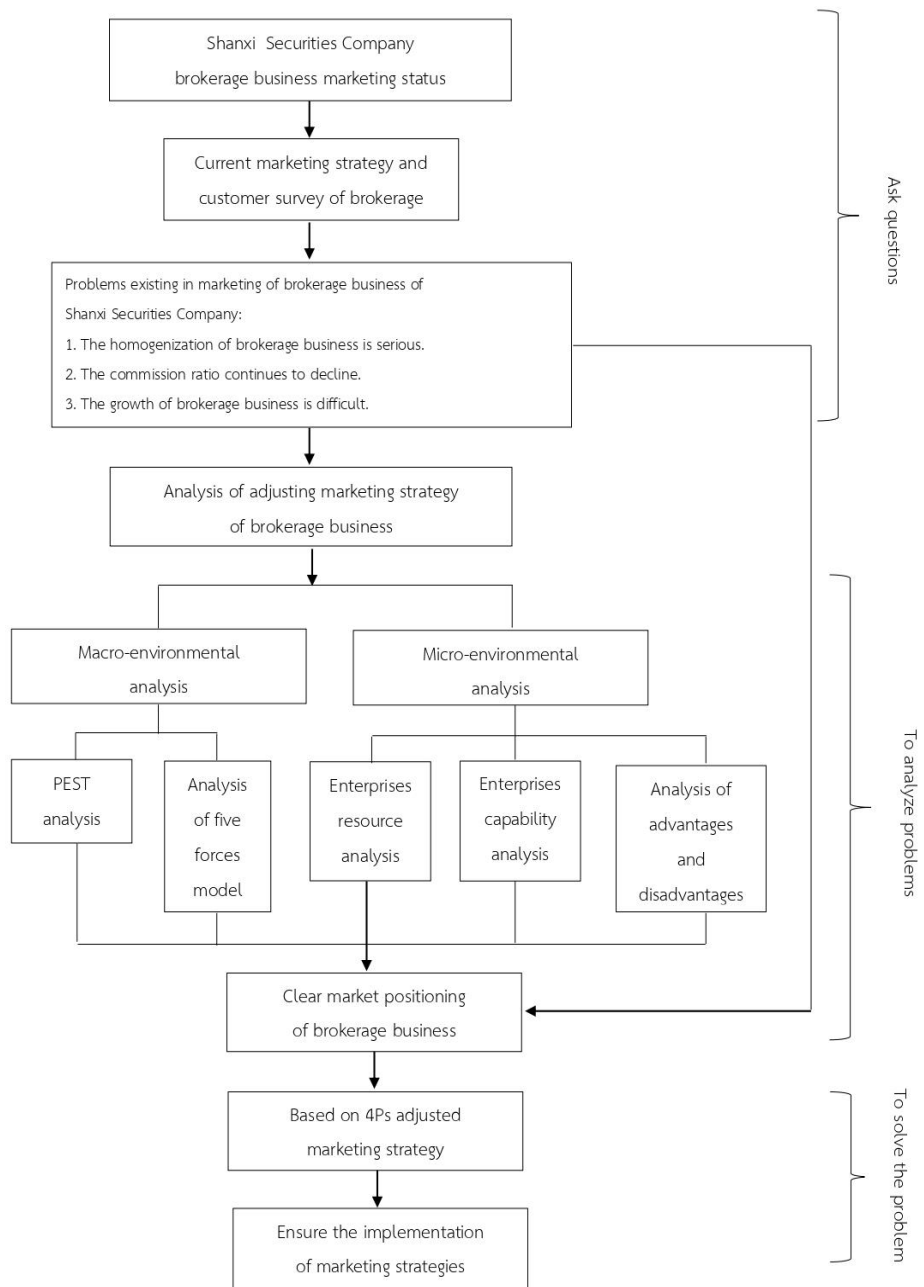 Shanxi Securities Company
brokerage business marketing status
Current marketing strategy and
customer survey of brokerage
Problems existing in marketing of brokerage business of
Shanxi Securities Company:
1. The homogenization of brokerage business is serious.
2. The commission ratio continues to decline.
3. The growth of brokerage business is difficult.
Ask questions
Analysis of adjusting marketing strategy
of brokerage business
Macro-environmental
analysis
Micro-environmental
analysis
PEST
analysis
Analysis
of five
forces
model
Enterprises
resource
analysis
Enterprises
capability
analysis
Analysis of
advantages
and
disadvantages
To analyze problems
Clear market positioning
of brokerage business
Based on 4Ps adjusted
marketing strategy
Ensure the implementation
of marketing strategies
To solve the problem